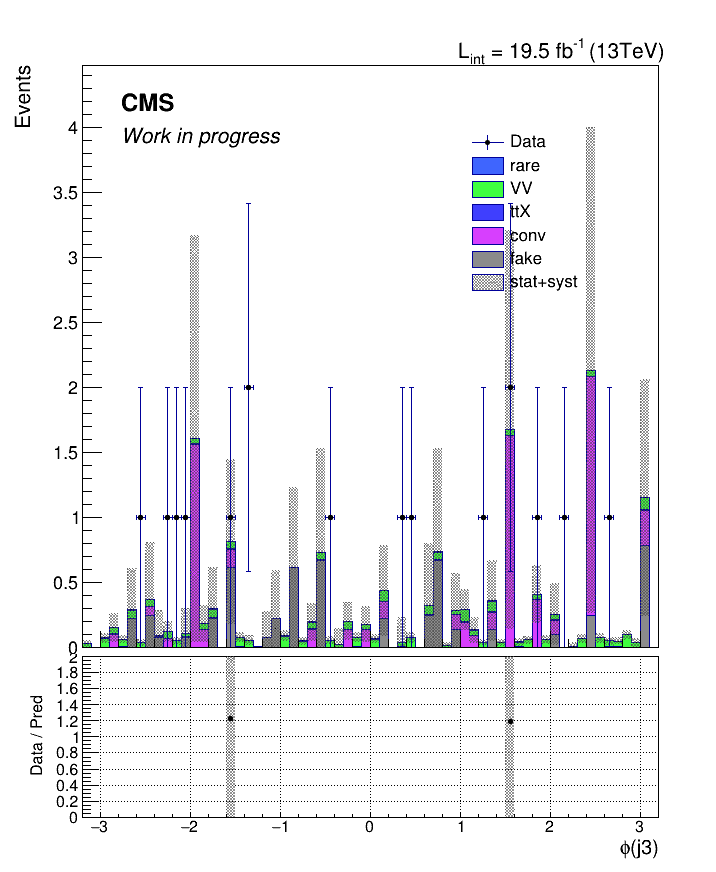 L_int = 19.5 fb^-1 (13TeV)
Events
CMS
Work in progress
Data
rare
VV
ttX
conv
fake
stat+syst
4
3.5
3
2.5
2
1.5
1
0.5
0
Data / Pred
2
1.8
1.6
1.4
1.2
1
0.8
0.6
0.4
0.2
0
−3 −2 −1 0 1 2 3
ϕ(j3)